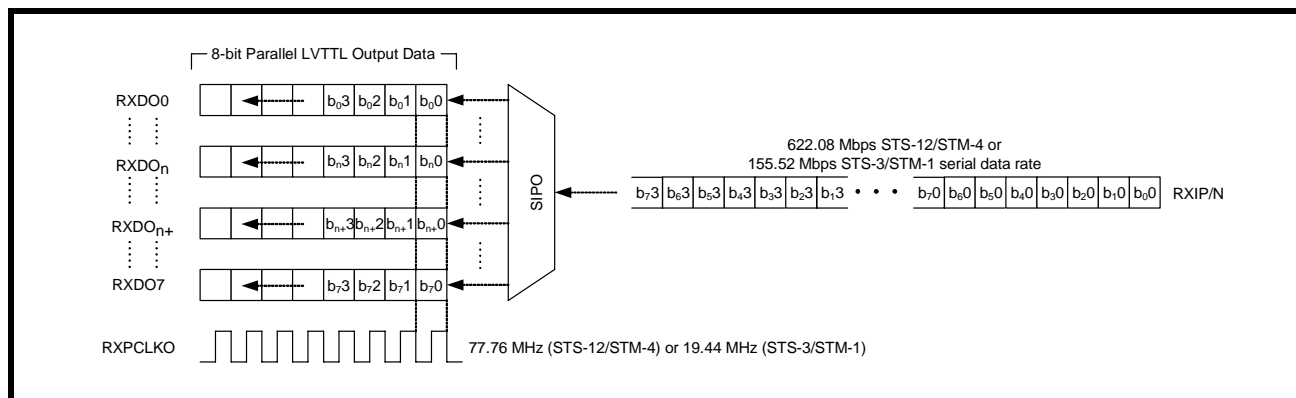 8-bit Parallel LVTTL Output Data
RXDO0
b03 b02 b01 b00
RXDOn
bn3 bn2 bn1 bn0
RXDOn+
bn+3 bn+2 bn+1 bn+0
RXDO7
b73 b72 b71 b70
SIPO
622.08 Mbps STS-12/STM-4 or
155.52 Mbps STS-3/STM-1 serial data rate
b73 b63 b53 b43 b33 b23 b13 • • • b70 b60 b50 b40 b30 b20 b10 b00 RXIP/N
RXPCLKO
77.76 MHz (STS-12/STM-4) or 19.44 MHz (STS-3/STM-1)